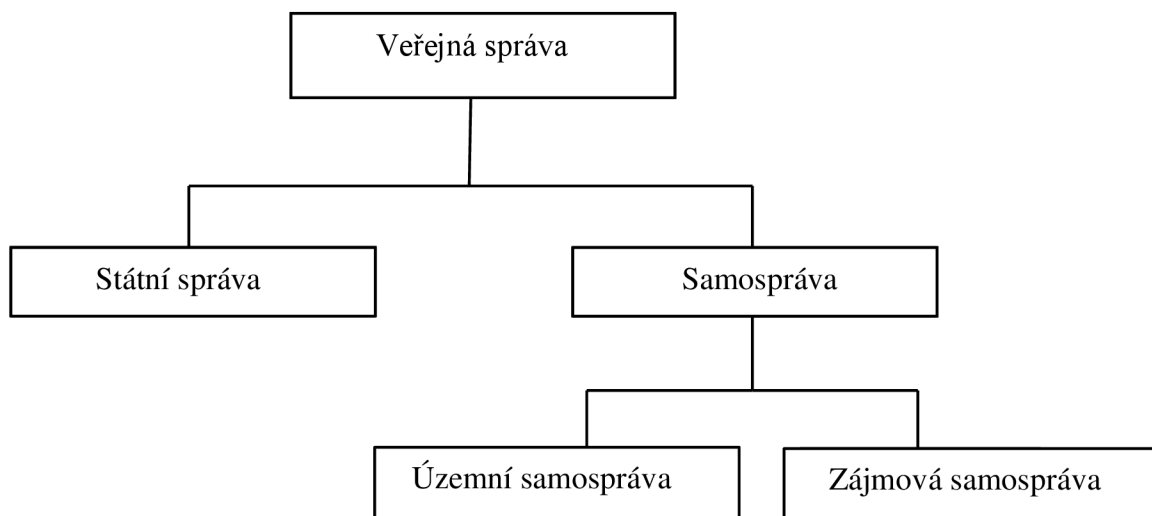 Veřejná správa
Státní správa
Samospráva
Územní samospráva
Zájmová samospráva